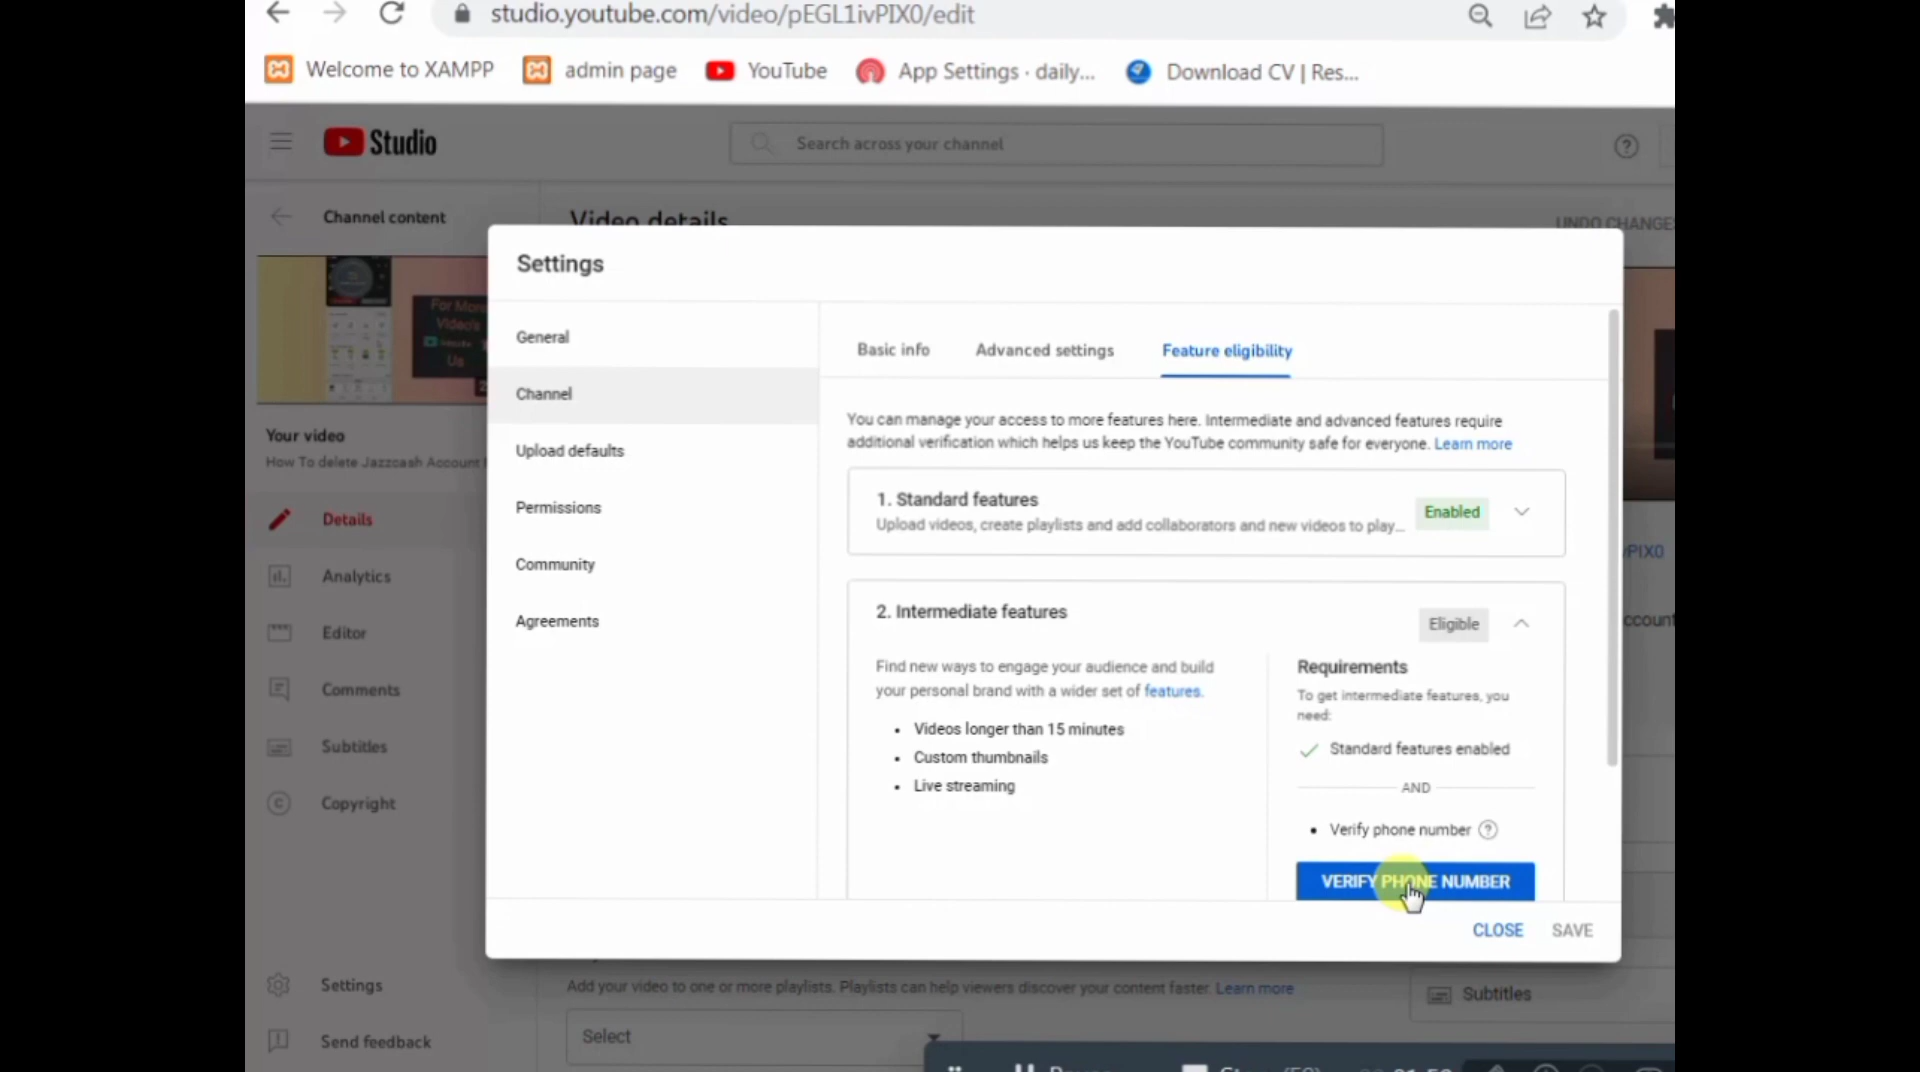 studio.youtube.com/video/pEGL1ivPIX0/edit
Welcome to XAMPP
admin page
YouTube
App Settings · daily...
Download CV | Res...
Studio
Search across your channel
Channel content
Video details
UNDO CHANGES
For More
Video's
Us
Your video
How To delete Jazzcash Account
Details
Analytics
Editor
Comments
Subtitles
Copyright
Settings
Send feedback
Settings
General
Channel
Upload defaults
Permissions
Community
Agreements
Basic info
Advanced settings
Feature eligibility
You can manage your access to more features here. Intermediate and advanced features require
additional verification which helps us keep the YouTube community safe for everyone. Learn more
1. Standard features
Upload videos, create playlists and add collaborators and new videos to play...
Enabled
2. Intermediate features
Eligible
Find new ways to engage your audience and build
your personal brand with a wider set of features.
• Videos longer than 15 minutes
• Custom thumbnails
• Live streaming
Requirements
To get intermediate features, you
need:
Standard features enabled
AND
• Verify phone number
VERIFY PHONE NUMBER
CLOSE
SAVE
vPIX0
ccount
Add your video to one or more playlists. Playlists can help viewers discover your content faster. Learn more
Select
Subtitles